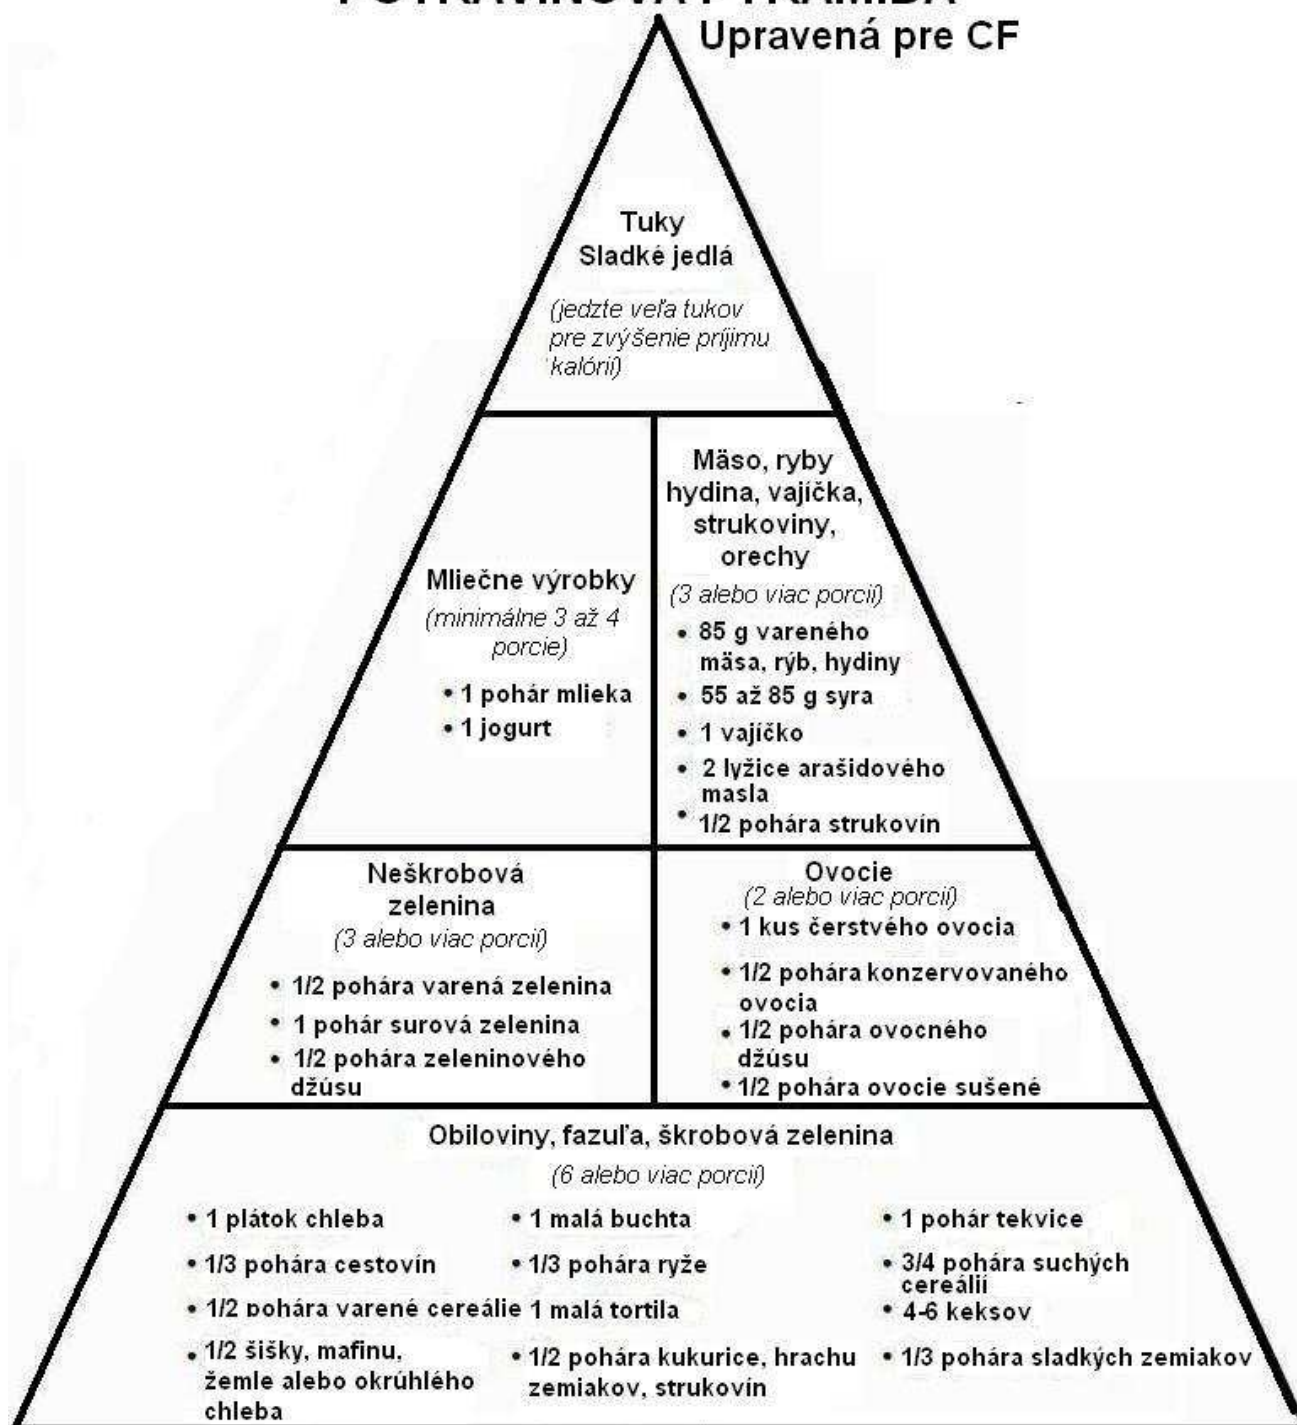 POTRAVINOVÁ PYRAMÍDA
Upravená pre CF
Tuky
Sladké jedlá
(jedzte veľa tukov
pre zvýšenie príjimu
kalórií)
Mliečne výrobky
(minimálne 3 až 4
porcie)
• 1 pohár mlieka
• 1 jogurt
Mäso, ryby
hydina, vajíčka,
strukoviny,
orechy
(3 alebo viac porcií)
• 85 g vareného
mäsa, rýb, hydiny
• 55 až 85 g syra
• 1 vajíčko
• 2 lyžice arašidového
masla
• 1/2 pohára strukovín
Neškrobová
zelenina
(3 alebo viac porcií)
• 1/2 pohára varená zelenina
• 1 pohár surová zelenina
• 1/2 pohára zeleninového
džúsu
Ovocie
(2 alebo viac porcií)
• 1 kus čerstvého ovocia
• 1/2 pohára konzervovaného
ovocia
• 1/2 pohára ovocného
džúsu
• 1/2 pohára ovocie sušené
Obiloviny, fazuľa, škrobová zelenina
(6 alebo viac porcií)
• 1 plátok chleba
• 1/3 pohára cestovín
• 1/2 pohára varené cereálie
• 1/2 šišky, mafinu,
žemle alebo okrúhlého
chleba
• 1 malá buchta
• 1/3 pohára ryže
1 malá tortila
• 1/2 pohára kukurice, hrachu
zemiakov, strukovín
• 1 pohár tekvice
• 3/4 pohára suchých
cereálií
• 4-6 keksov
• 1/3 pohára sladkých zemiakov